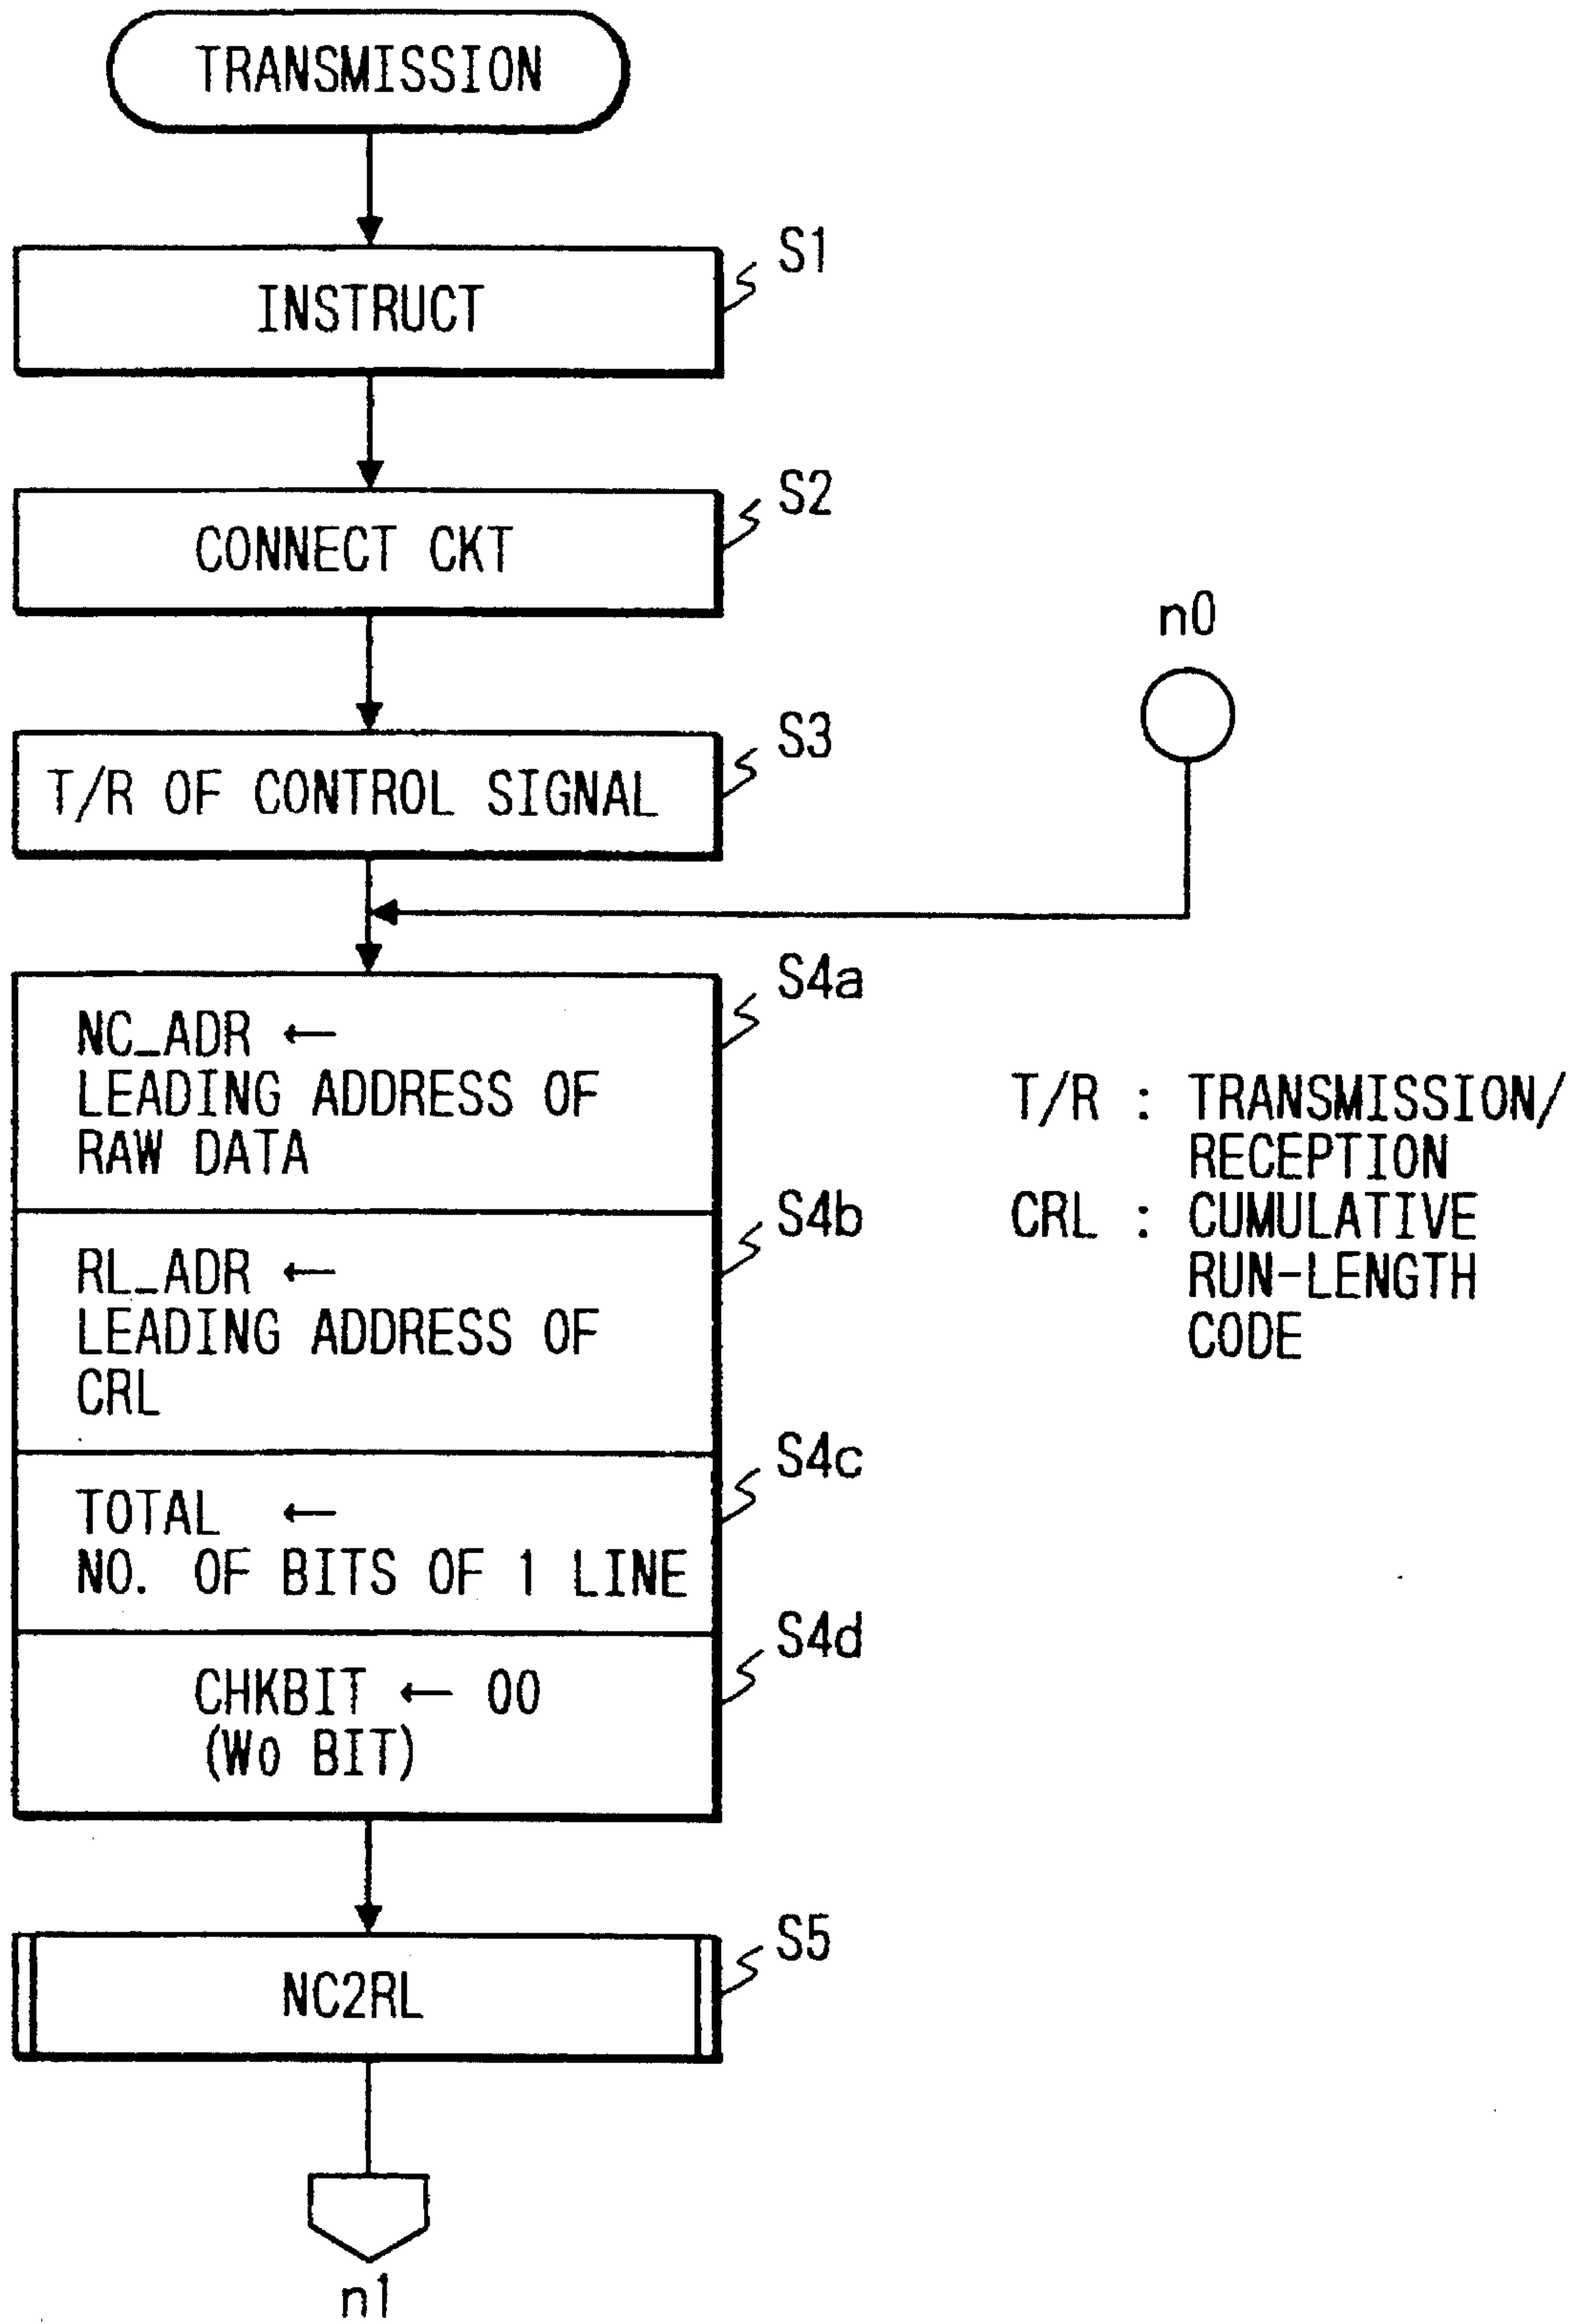 TRANSMISSION
S1
INSTRUCT
S2
CONNECT CKT
n0
S3
T/R OF CONTROL SIGNAL
S4a
NC_ADR ←
LEADING ADDRESS OF
RAW DATA
T/R : TRANSMISSION/
RECEPTION
CRL : CUMULATIVE
RUN-LENGTH
CODE
S4b
RL_ADR ←
LEADING ADDRESS OF
CRL
S4c
TOTAL ←
NO. OF BITS OF 1 LINE
S4d
CHKBIT ← 00
(W0 BIT)
S5
NC2RL
n1